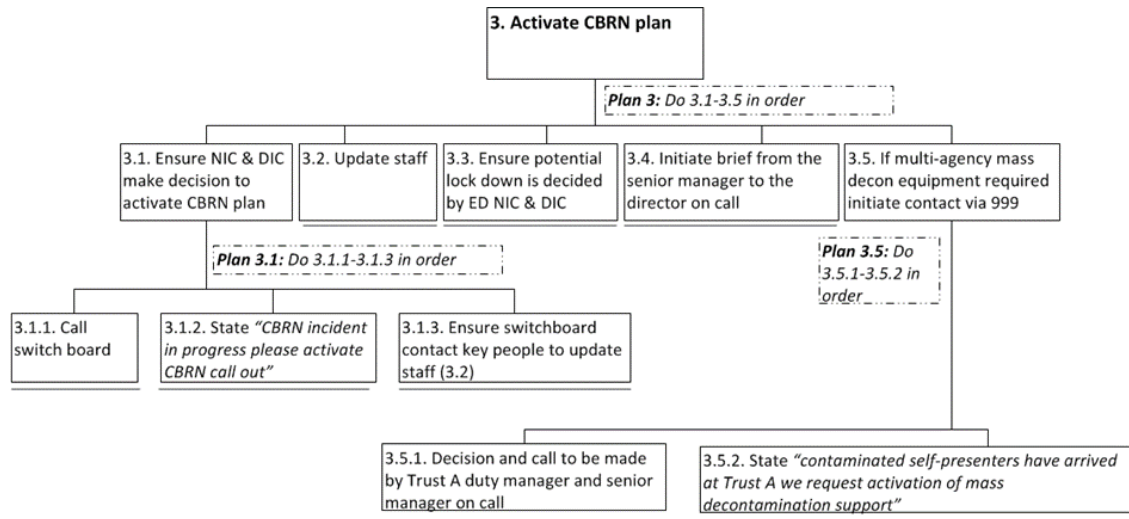 3. Activate CBRN plan
Plan 3: Do 3.1-3.5 in order
3.1. Ensure NIC & DIC
make decision to
activate CBRN plan
3.2. Update staff
3.3. Ensure potential
lock down is decided
by ED NIC & DIC
3.4. Initiate brief from the
senior manager to the
director on call
3.5. If multi-agency mass
decon equipment required
initiate contact via 999
Plan 3.1: Do 3.1.1-3.1.3 in order
Plan 3.5: Do
3.5.1-3.5.2 in
order
3.1.1. Call
switch board
3.1.2. State “CBRN incident
in progress please activate
CBRN call out”
3.1.3. Ensure switchboard
contact key people to update
staff (3.2)
3.5.1. Decision and call to be made
by Trust A duty manager and senior
manager on call
3.5.2. State “contaminated self-presenters have arrived
at Trust A we request activation of mass
decontamination support”